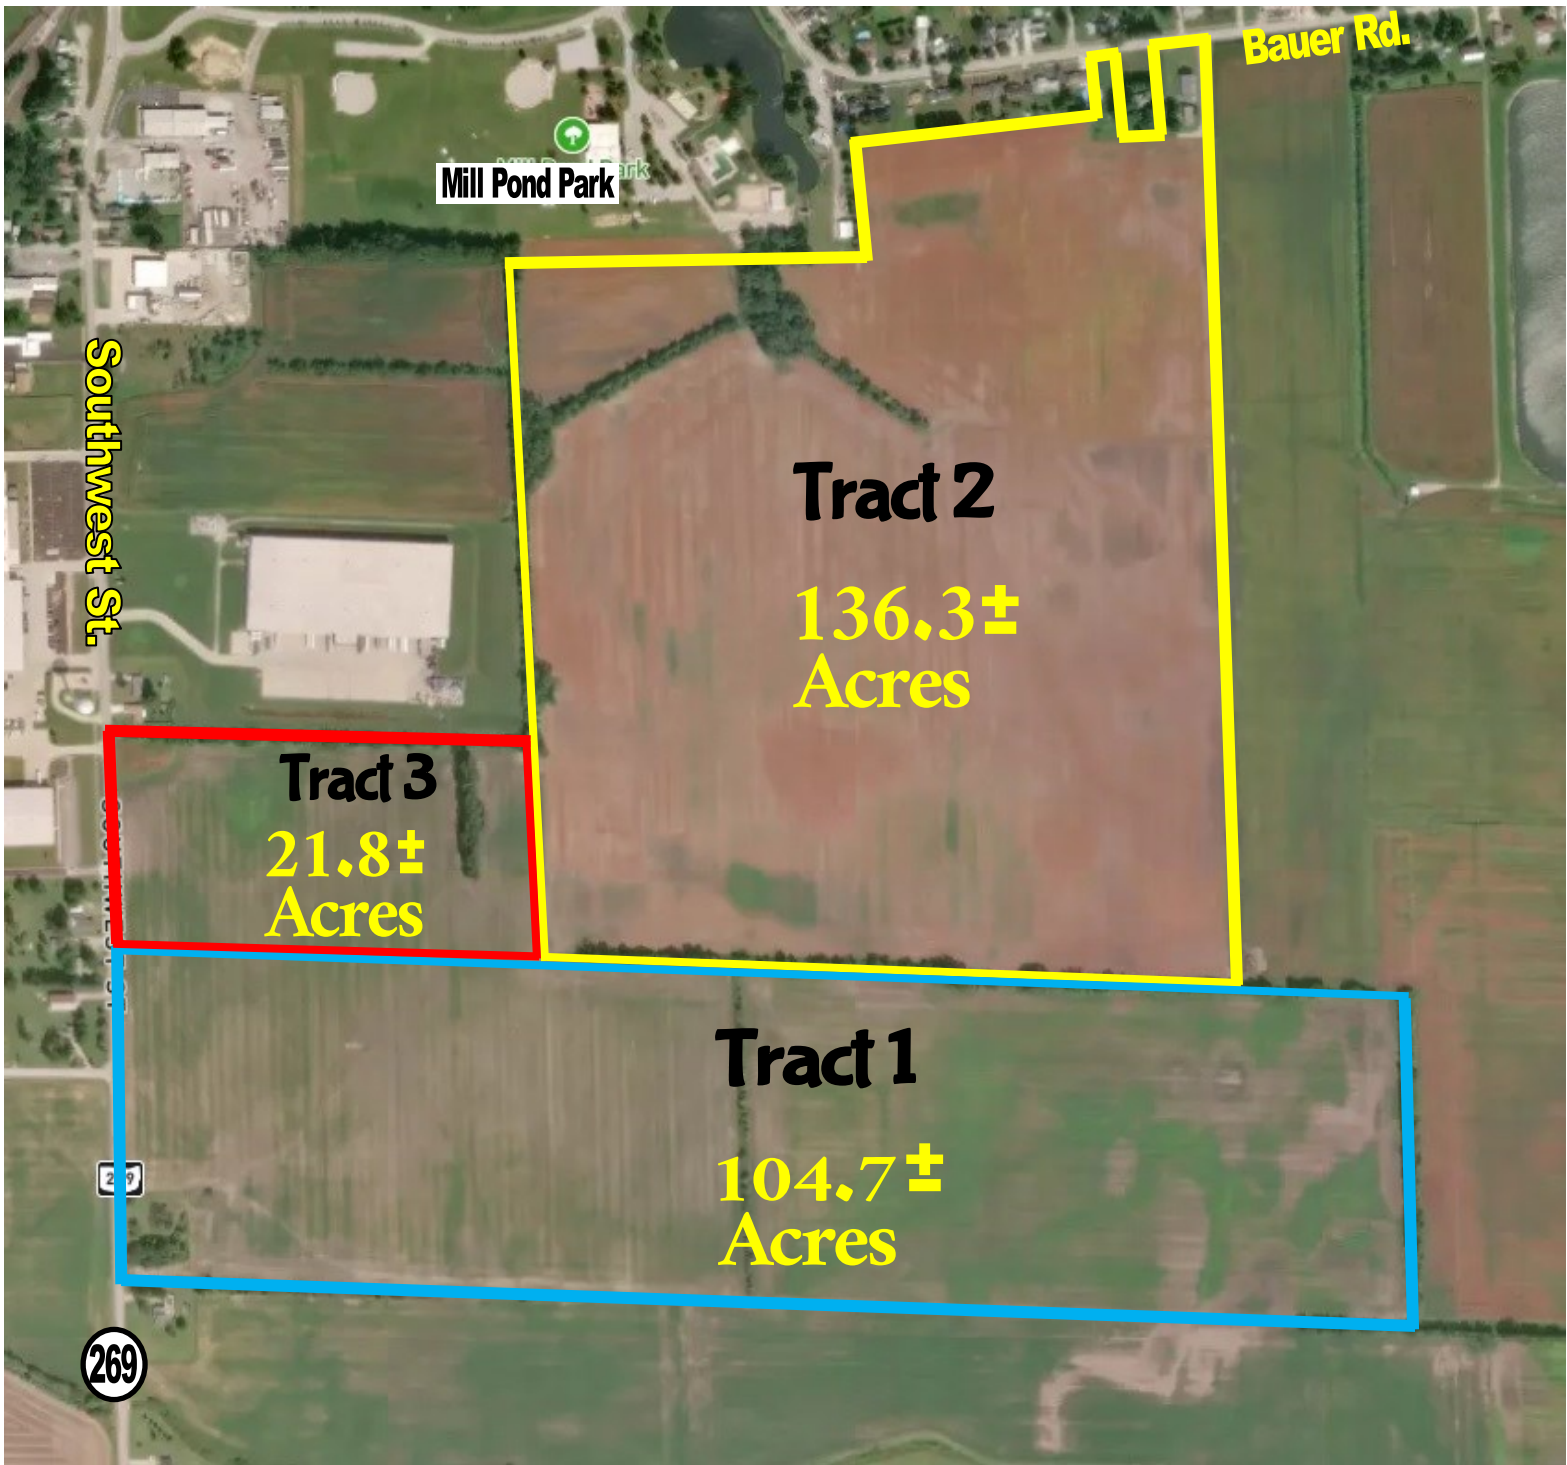 Bauer Rd.
Mill Pond Park
Southwest St.
Tract 2
136.3±
Acres
Tract 3
21.8±
Acres
Tract 1
104.7±
Acres
269